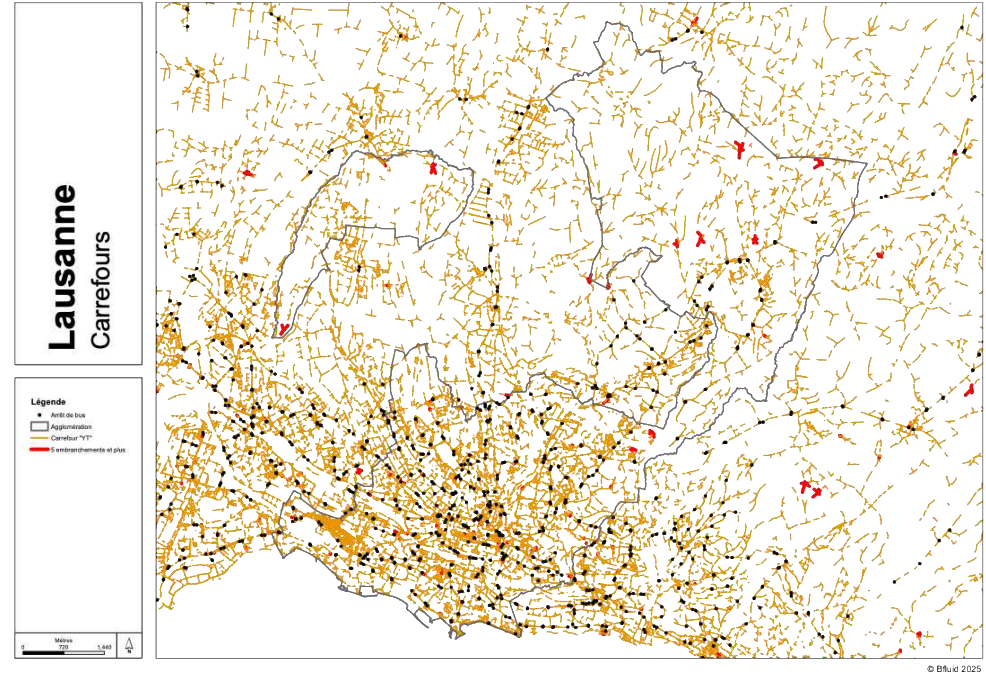 Lausanne
Carrefours
Légende
Arrêt de bus
Agglomération
Carrefour "YT"
5 embranchements et plus
Mètres
0 720 1,440
N
© Bfluid 2025